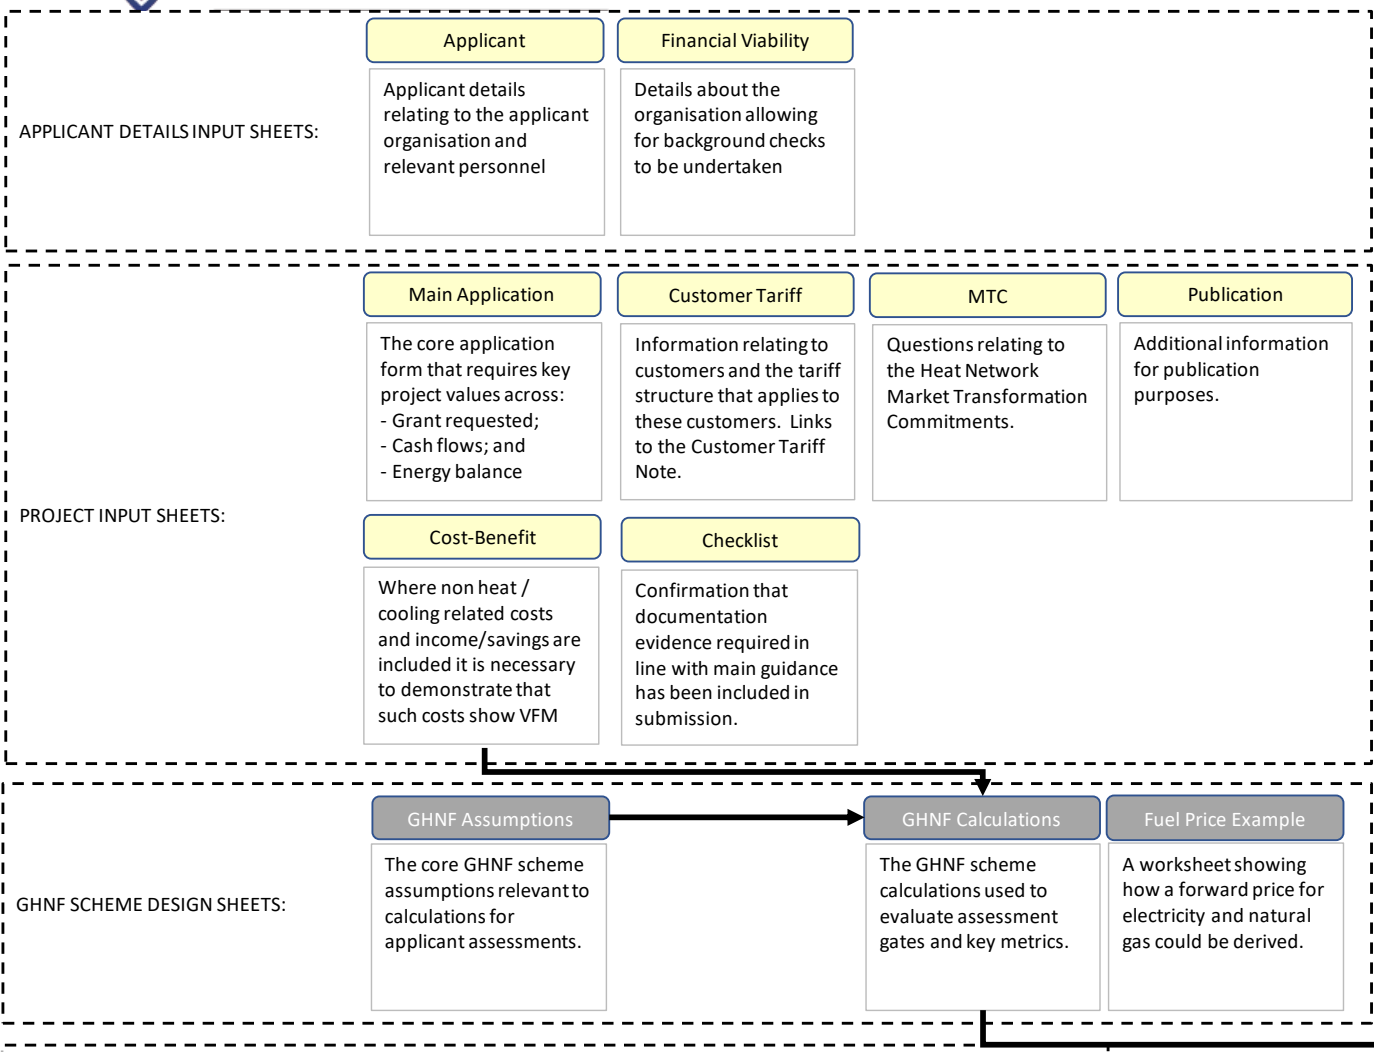 APPLICANT DETAILS INPUT SHEETS:
Applicant
Applicant details
relating to the applicant
organisation and
relevant personnel
Financial Viability
Details about the
organisation allowing
for background checks
to be undertaken
PROJECT INPUT SHEETS:
Main Application
The core application
form that requires key
project values across:
- Grant requested;
- Cash flows; and
- Energy balance
Customer Tariff
Information relating to
customers and the tariff
structure that applies to
these customers.  Links
to the Customer Tariff
Note.
MTC
Questions relating to
the Heat Network
Market Transformation
Commitments.
Publication
Additional information
for publication
purposes.
Cost-Benefit
Where non heat /
cooling related costs
and income/savings are
included it is necessary
to demonstrate that
such costs show VFM
Checklist
Confirmation that
documentation
evidence required in
line with main guidance
has been included in
submission.
GHNF SCHEME DESIGN SHEETS:
GHNF Assumptions
The core GHNF scheme
assumptions relevant to
calculations for
applicant assessments.
GHNF Calculations
The GHNF scheme
calculations used to
evaluate assessment
gates and key metrics.
Fuel Price Example
A worksheet showing
how a forward price for
electricity and natural
gas could be derived.